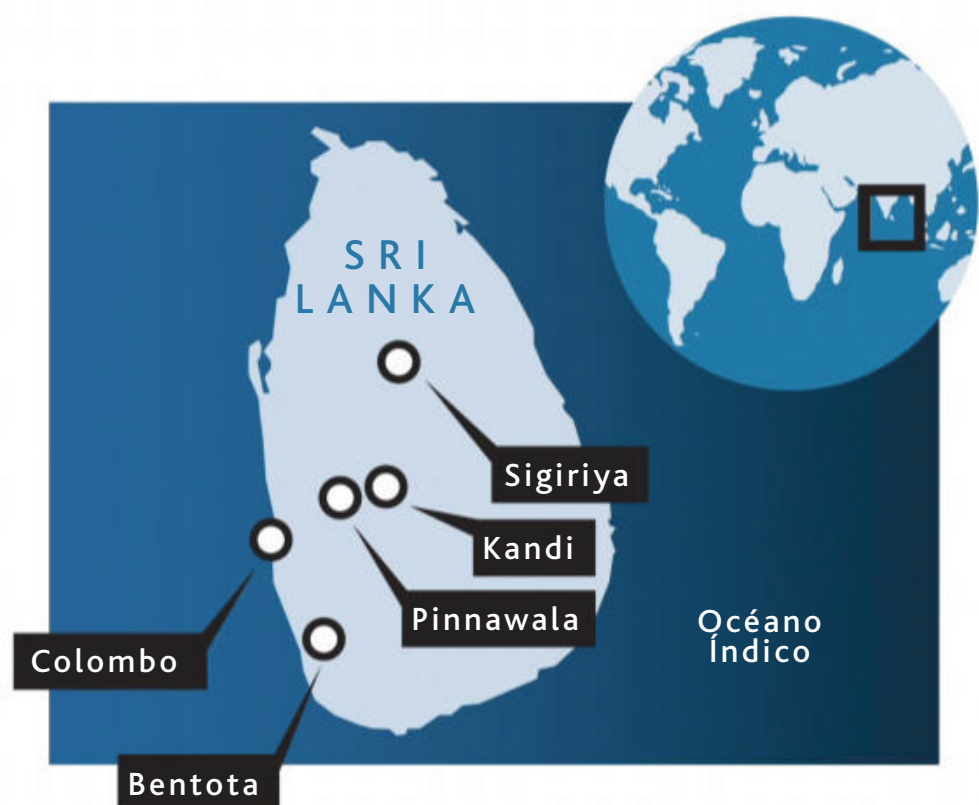 SRI
LANKA
Sigiriya
Kandi
Pinnawala
Colombo
Bentota
Océano
Índico